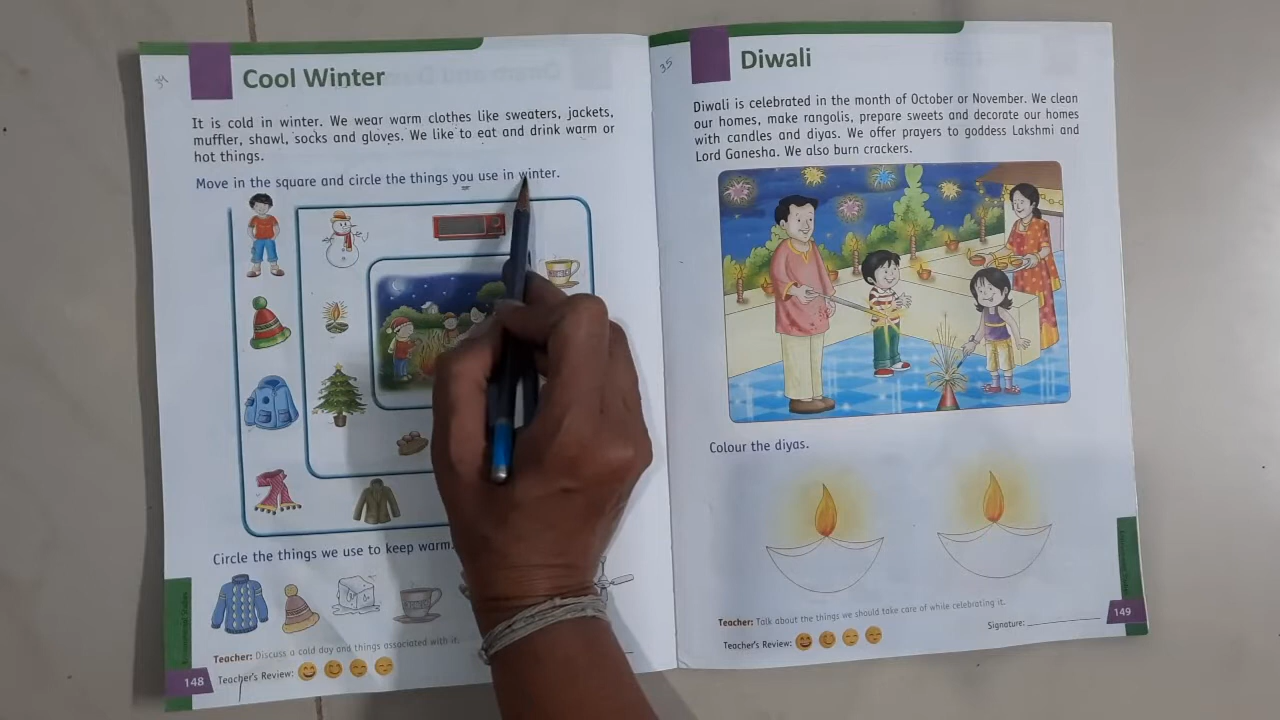 34
Cool Winter
It is cold in winter. We wear warm clothes like sweaters, jackets,
muffler, shawl, socks and gloves. We like to eat and drink warm or
hot things.
Move in the square and circle the things you use in winter.
Circle the things we use to keep warm.
Teacher: Discuss a cold day and things associated with it.
Teacher's Review:
148
35
Diwali
Diwali is celebrated in the month of October or November. We clean
our homes, make rangolis, prepare sweets and decorate our homes
with candles and diyas. We offer prayers to goddess Lakshmi and
Lord Ganesha. We also burn crackers.
Colour the diyas.
Teacher: Talk about the things we should take care of while celebrating it.
Teacher's Review:
Signature:
149